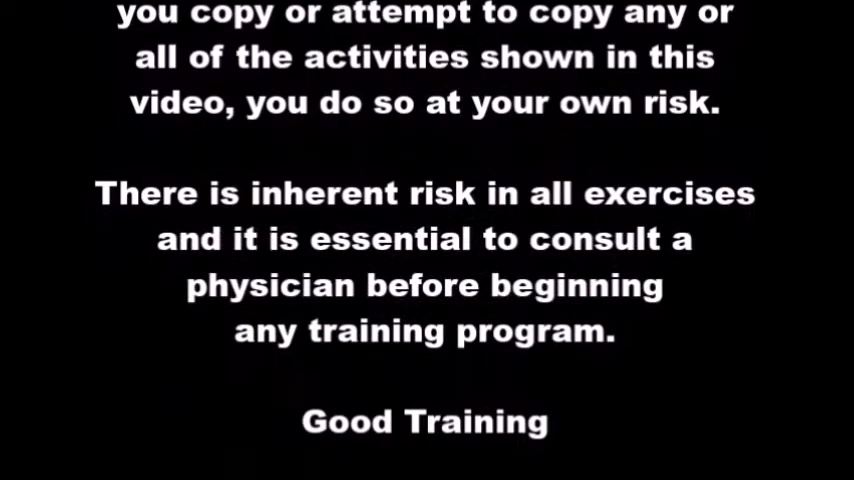 you copy or attempt to copy any or
all of the activities shown in this
video, you do so at your own risk.
There is inherent risk in all exercises
and it is essential to consult a
physician before beginning
any training program.
Good Training